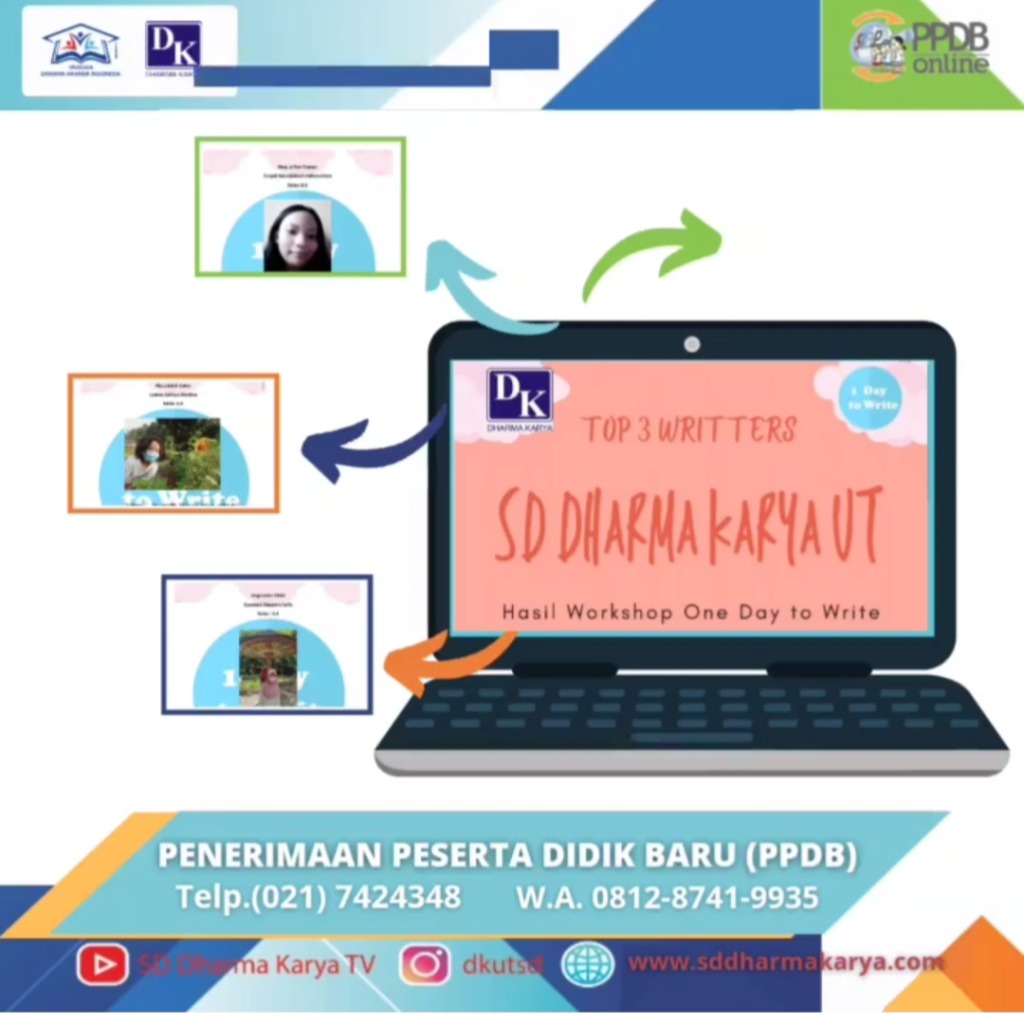 DK
DHARMA KARYA
PPDB
online
TOP 3 WRITTERS
SD DHARMA KARYA UT
Hasil Workshop One Day to Write
1 Day
to Write
to Write
PENERIMAAN PESERTA DIDIK BARU (PPDB)
Telp.(021) 7424348 W.A. 0812-8741-9935
SD Dharma Karya TV
dkutsd
www.sddharmakarya.com